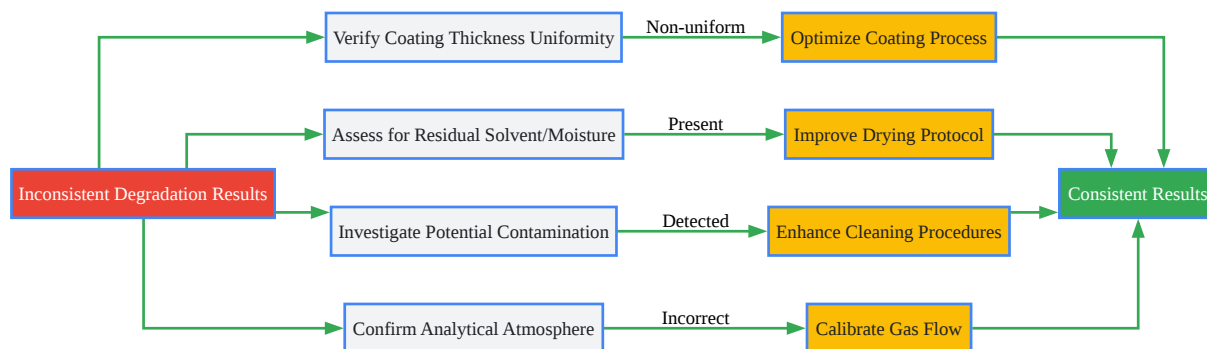 Verify Coating Thickness Uniformity
Non-uniform
Optimize Coating Process
Assess for Residual Solvent/Moisture
Present
Improve Drying Protocol
Inconsistent Degradation Results
Consistent Results
Investigate Potential Contamination
Detected
Enhance Cleaning Procedures
Confirm Analytical Atmosphere
Incorrect
Calibrate Gas Flow